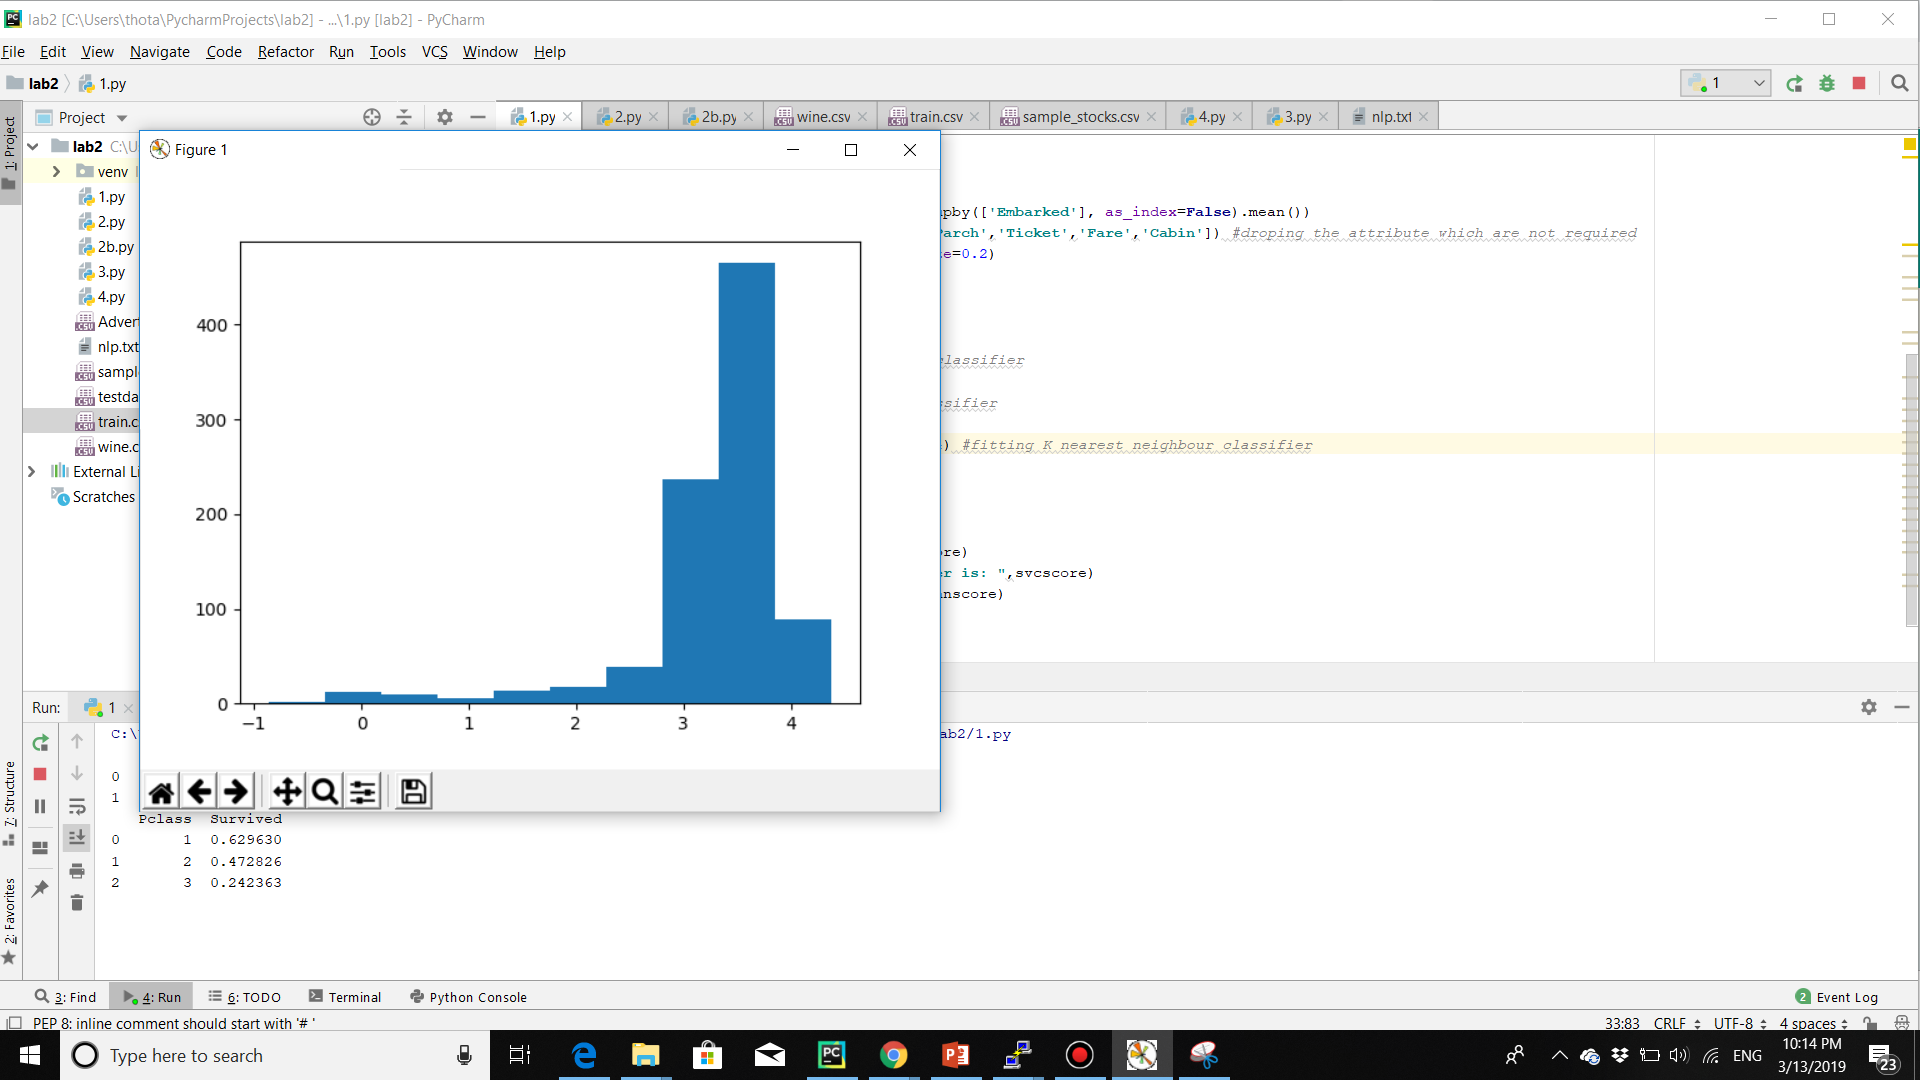 lab2 [C:\Users\thota\PycharmProjects\lab2] - ...\1.py [lab2] - PyCharm
File Edit View Navigate Code Refactor Run Tools VCS Window Help
lab2 1.py 1
1: Project
Project 1.py 2.py 2b.py wine.csv train.csv sample_stocks.csv 4.py 3.py nlp.txt
lab2 C:\U
venv
1.py
2.py
2b.py
3.py
4.py
Adver
nlp.txt
sampl
testda
train.c
wine.c
External Li
Scratches
Figure 1
400
300
200
100
0
−1 0 1 2 3 4
pby(['Embarked'], as_index=False).mean())
Parch','Ticket','Fare','Cabin']) #droping the attribute which are not required
e=0.2)
lassifier
sifier
) #fitting K nearest neighbour classifier
re)
r is: ",svcscore)
nscore)
Run: 1
C:\ ab2/1.py
0
1
Pclass Survived
0 1 0.629630
1 2 0.472826
2 3 0.242363
7: Structure
2: Favorites
3: Find 4: Run 6: TODO Terminal Python Console 2 Event Log
PEP 8: inline comment should start with '# ' 33:83 CRLF UTF-8 4 spaces
Type here to search ENG 10:14 PM
3/13/2019 23